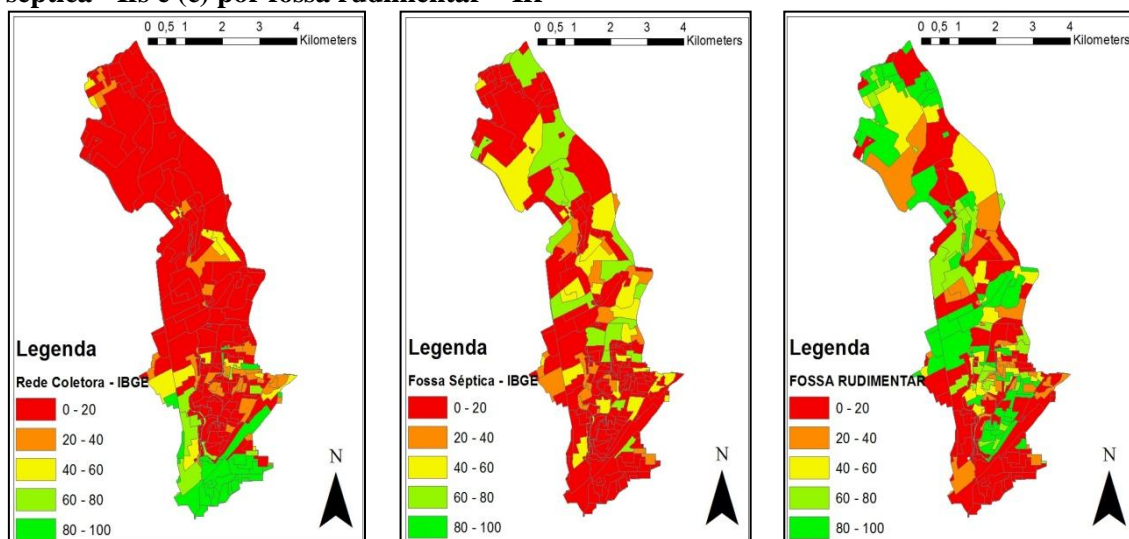 séptica – IIs e (c) por fossa rudimentar – IIf
0 0,5 1 2 3 4
Kilometers
Legenda
Rede Coletora - IBGE
0 - 20
20 - 40
40 - 60
60 - 80
80 - 100
N
0 0,5 1 2 3 4
Kilometers
Legenda
Fossa Séptica - IBGE
0 - 20
20 - 40
40 - 60
60 - 80
80 - 100
N
0 0,5 1 2 3 4
Kilometers
Legenda
FOSSA RUDIMENTAR
0 - 20
20 - 40
40 - 60
60 - 80
80 - 100
N